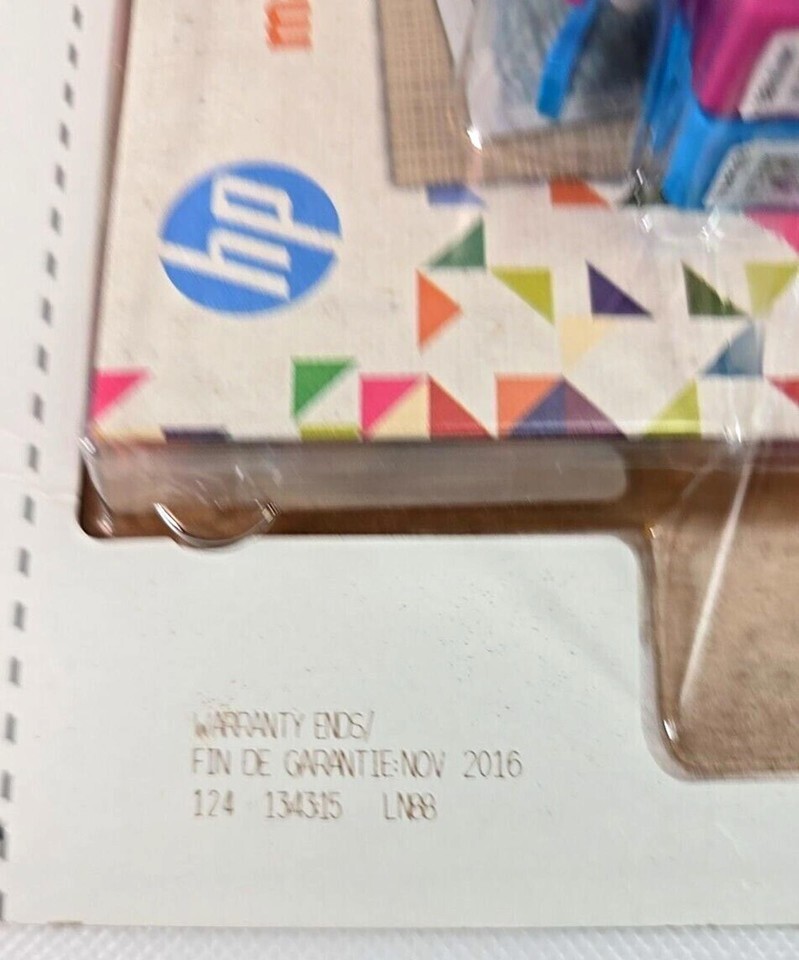 hp
WARRANTY ENDS/
FIN DE GARANTIE:NOV 2016
124 134315 LN88